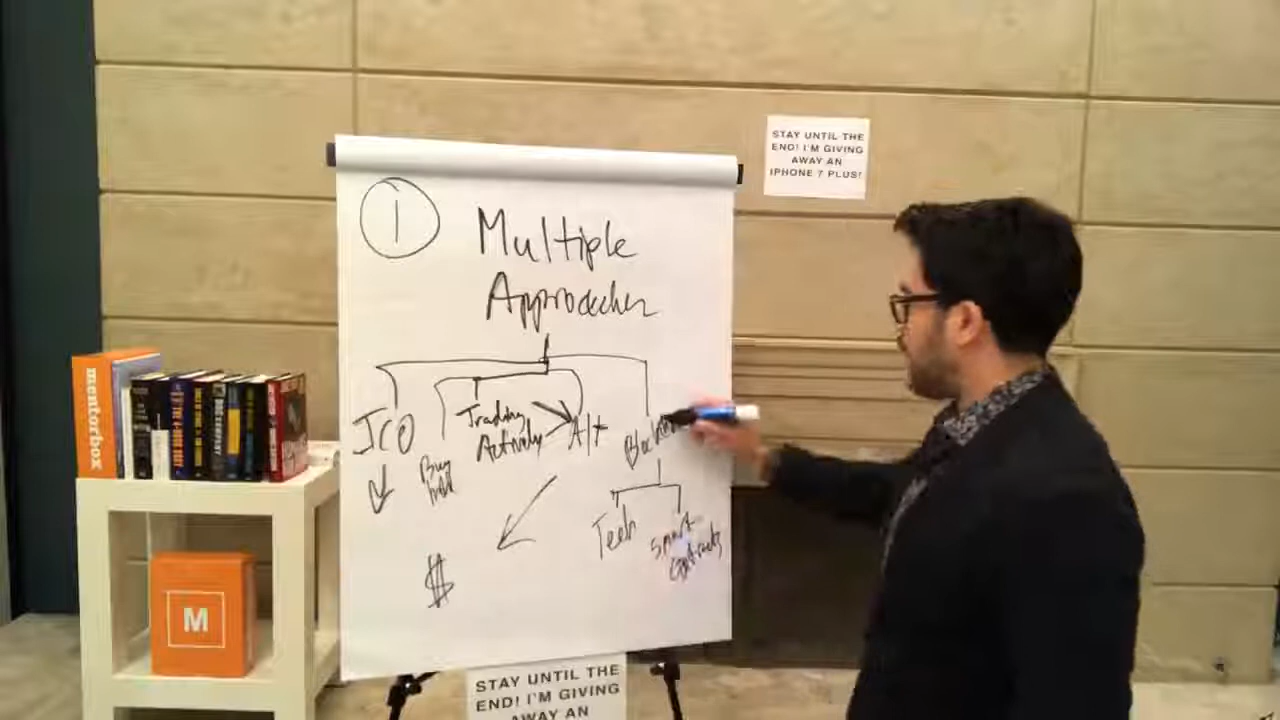 STAY UNTIL THE
END! I'M GIVING
AWAY AN
IPHONE 7 PLUS!
1
Multiple
Approaches
ICO
Buy
Hold
Trading
Actively
Alt
Tech
Smart
Contracts
$
mentorbox
M
STAY UNTIL THE
END! I'M GIVING
AWAY AN